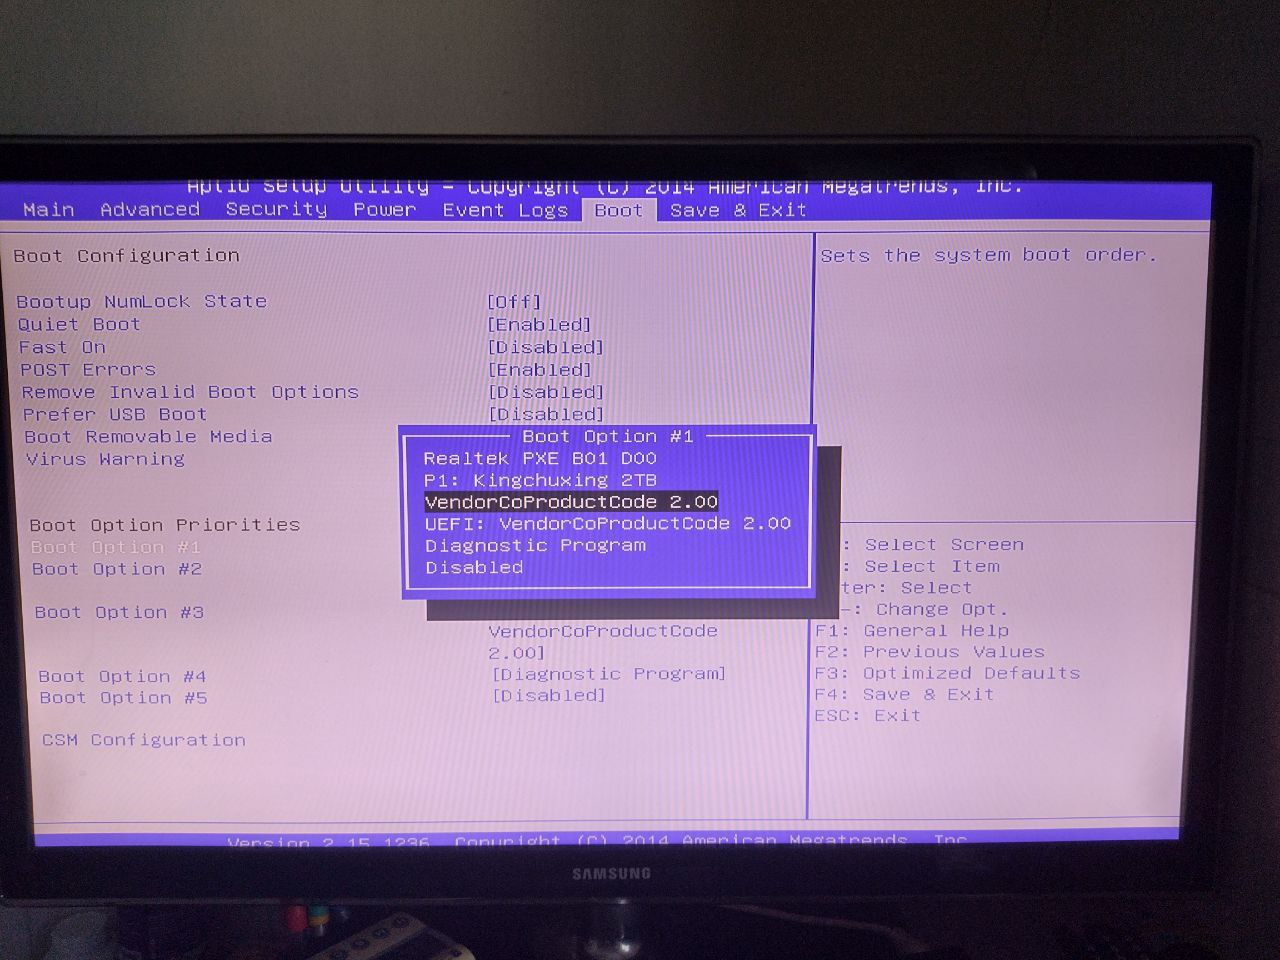 Aptio Setup Utility - Copyright (C) 2014 American Megatrends, Inc.
Main Advanced Security Power Event Logs Boot Save & Exit
Boot Configuration
Bootup NumLock State [Off]
Quiet Boot [Enabled]
Fast On [Disabled]
POST Errors [Enabled]
Remove Invalid Boot Options [Disabled]
Prefer USB Boot [Disabled]
Boot Removable Media
Virus Warning
Boot Option Priorities
Boot Option #1
Boot Option #2
Boot Option #3
VendorCoProductCode
2.00]
Boot Option #4 [Diagnostic Program]
Boot Option #5 [Disabled]
CSM Configuration
Boot Option #1
Realtek PXE B01 D00
P1: Kingchuxing 2TB
VendorCoProductCode 2.00
UEFI: VendorCoProductCode 2.00
Diagnostic Program
Disabled
Sets the system boot order.
: Select Screen
: Select Item
ter: Select
-: Change Opt.
F1: General Help
F2: Previous Values
F3: Optimized Defaults
F4: Save & Exit
ESC: Exit
Version 2.15.1236. Copyright (C) 2014 American Megatrends, Inc.
SAMSUNG